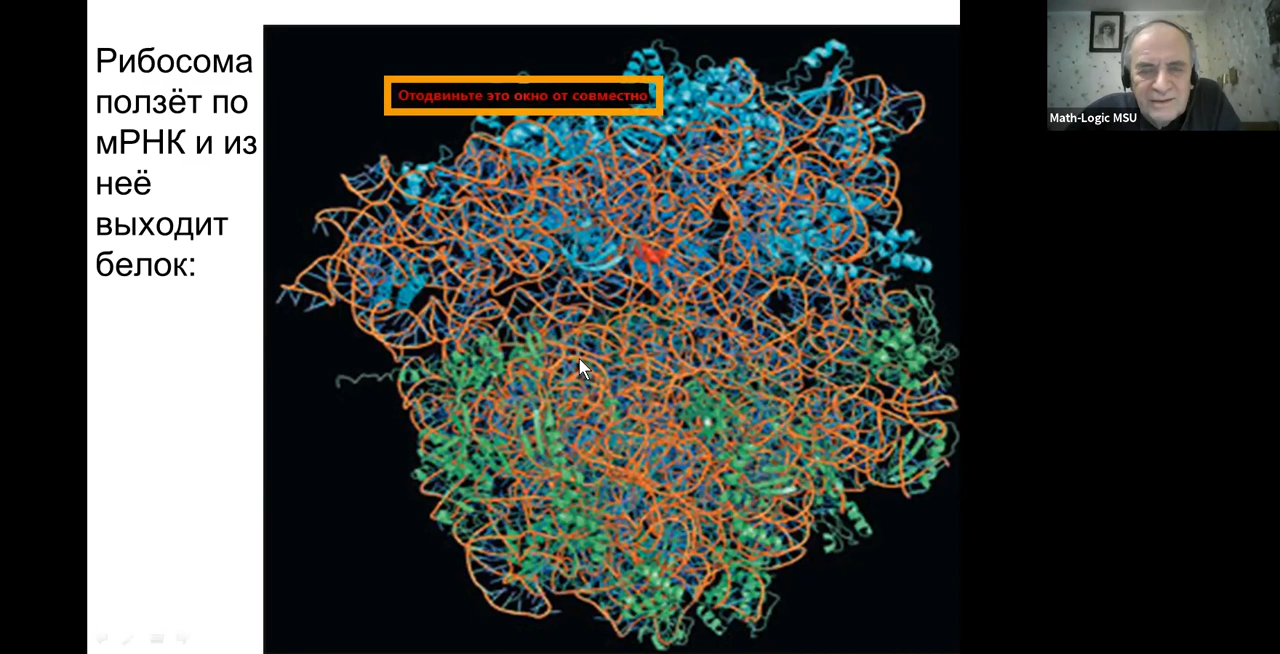 Рибосома
ползёт по
мРНК и из
неё
выходит
белок:
Отодвиньте это окно от совместно
Math-Logic MSU